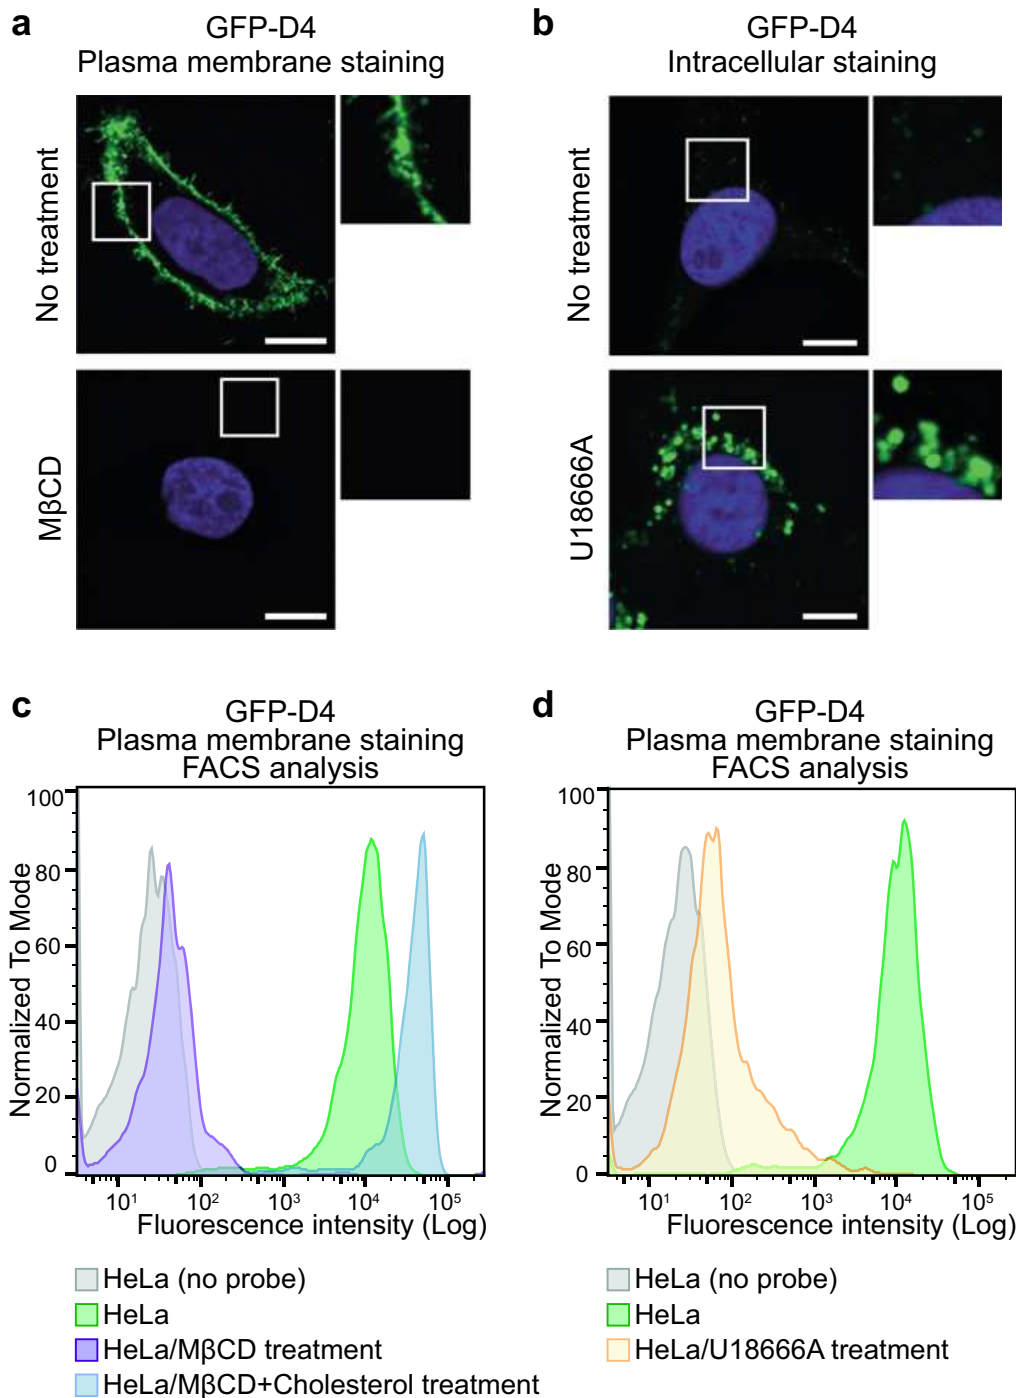 a
GFP-D4
Plasma membrane staining
No treatment
MβCD
b
GFP-D4
Intracellular staining
No treatment
U18666A
c
GFP-D4
Plasma membrane staining
FACS analysis
Normalized To Mode
100
80
60
40
20
0
10¹ 10² 10³ 10⁴ 10⁵
Fluorescence intensity (Log)
HeLa (no probe)
HeLa
HeLa/MβCD treatment
HeLa/MβCD+Cholesterol treatment
d
GFP-D4
Plasma membrane staining
FACS analysis
Normalized To Mode
100
80
60
40
20
0
10¹ 10² 10³ 10⁴ 10⁵
Fluorescence intensity (Log)
HeLa (no probe)
HeLa
HeLa/U18666A treatment